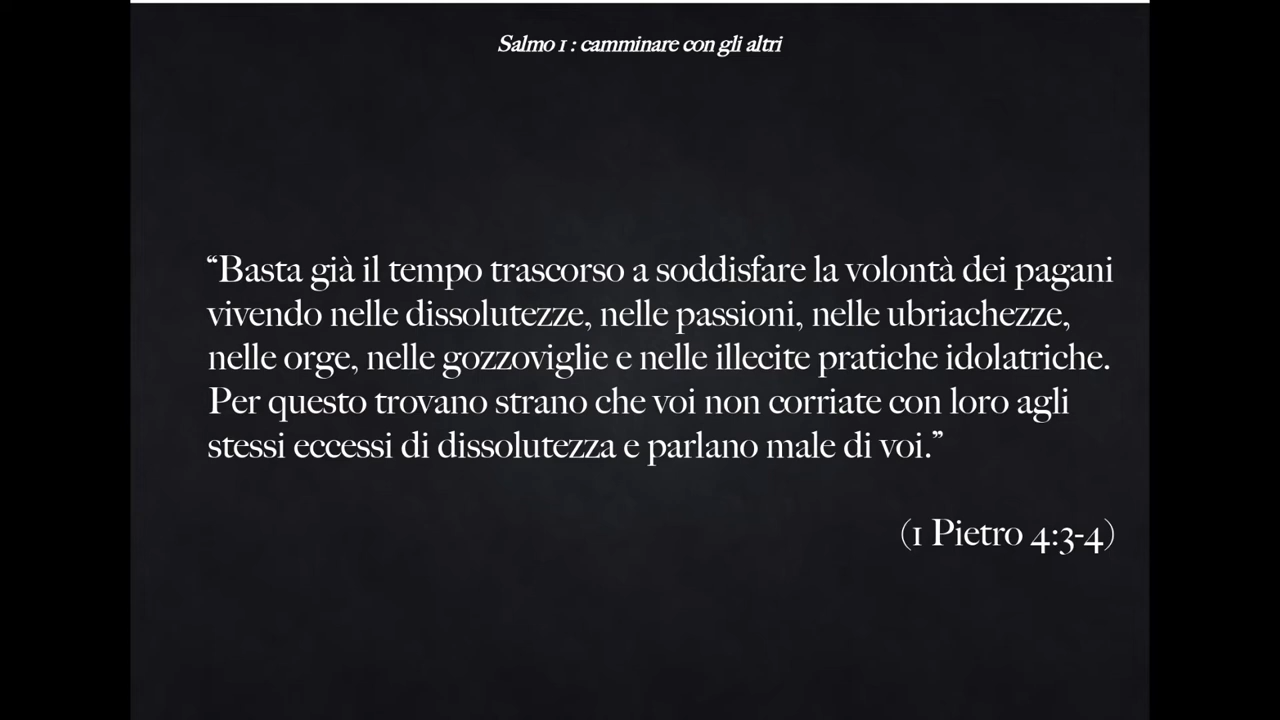 Salmo 1 : camminare con gli altri
“Basta già il tempo trascorso a soddisfare la volontà dei pagani
vivendo nelle dissolutezze, nelle passioni, nelle ubriachezze,
nelle orge, nelle gozzoviglie e nelle illecite pratiche idolatriche.
Per questo trovano strano che voi non corriate con loro agli
stessi eccessi di dissolutezza e parlano male di voi.”
(1 Pietro 4:3-4)